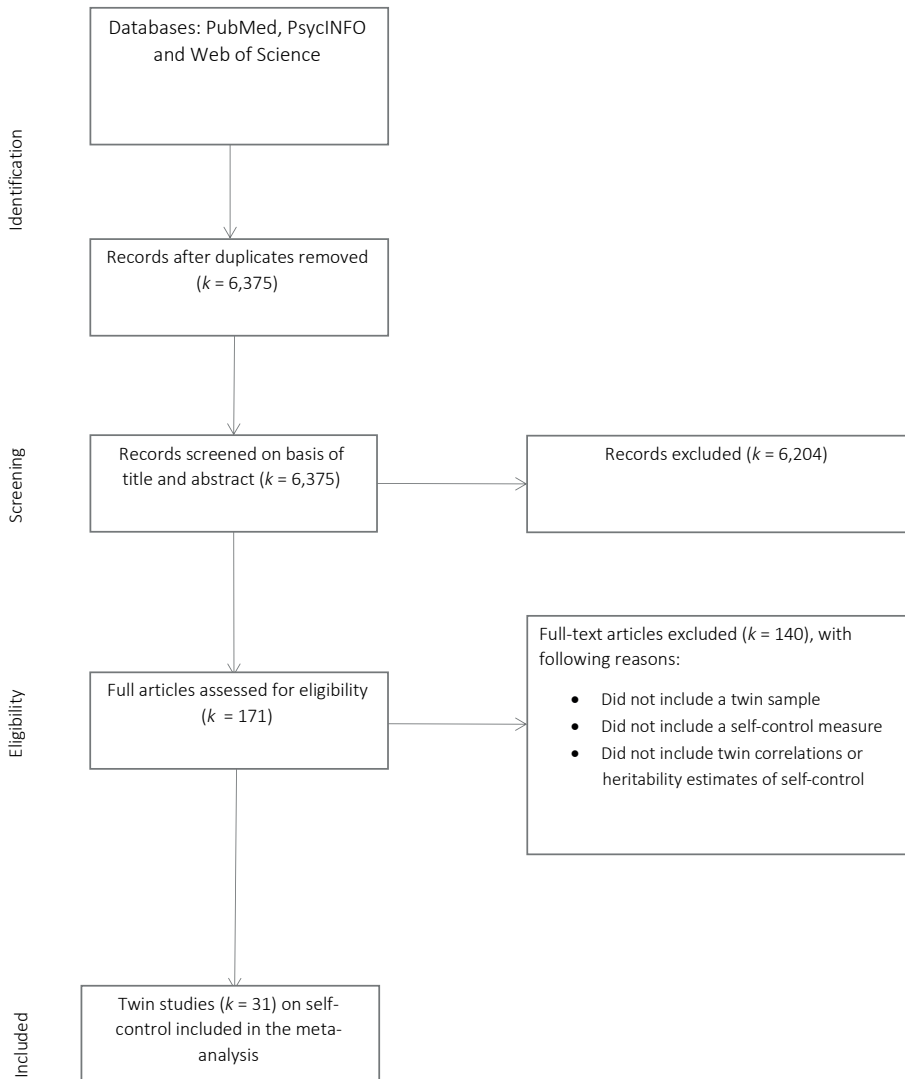 Databases: PubMed, PsycINFO
and Web of Science
Identification
Records after duplicates removed
(k = 6,375)
Screening
Records screened on basis of
title and abstract (k = 6,375)
Records excluded (k = 6,204)
Eligibility
Full articles assessed for eligibility
(k = 171)
Full-text articles excluded (k = 140), with
following reasons:
• Did not include a twin sample
• Did not include a self-control measure
• Did not include twin correlations or
heritability estimates of self-control
Included
Twin studies (k = 31) on self-
control included in the meta-
analysis